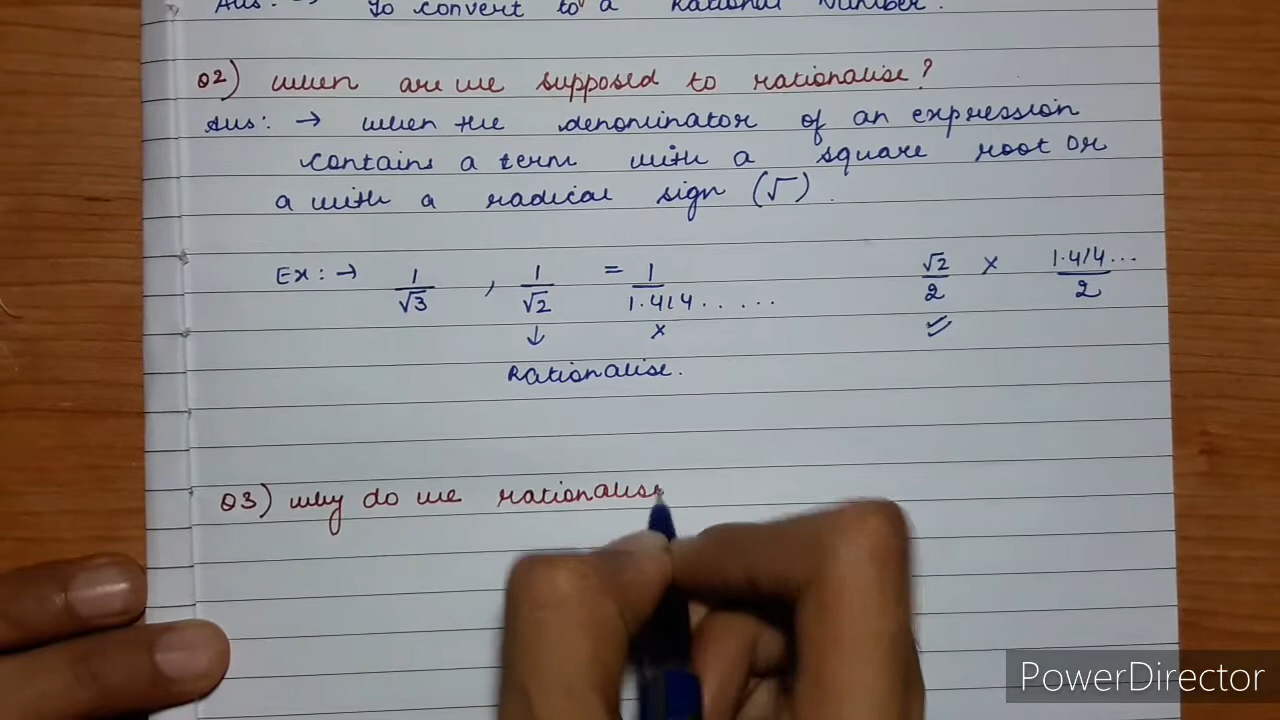 Ans: → To convert to a Rational Number.
Q2) when are we supposed to rationalise?
Ans: → when the denominator of an expression
contains a term with a square root or
a with a radical sign (√).
Ex: → 1/√3 , 1/√2 = 1/1.414...... √2/2 × 1.414.../2
↓ × ✓
Rationalise.
Q3) why do we rationalise
PowerDirector